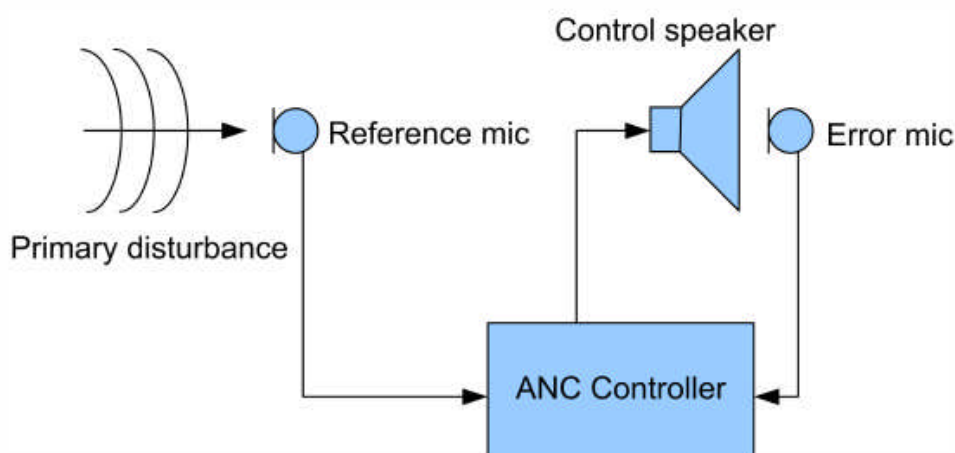 Control speaker
Reference mic
Error mic
Primary disturbance
ANC Controller